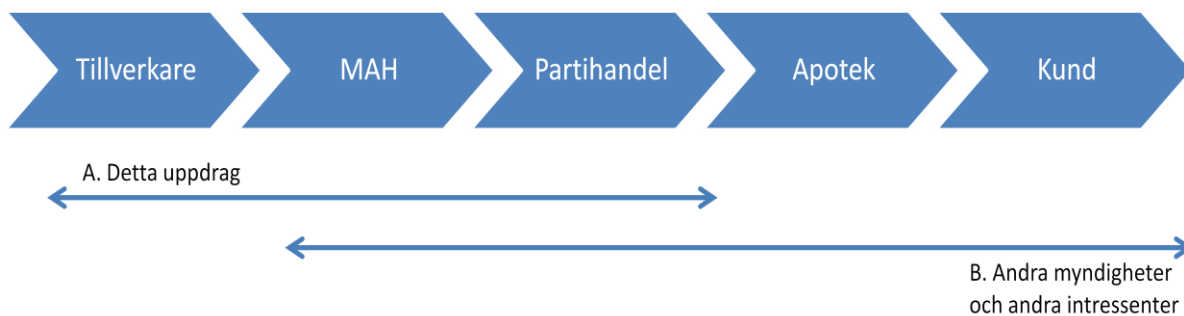 Tillverkare
MAH
Partihandel
Apotek
Kund
A. Detta uppdrag
B. Andra myndigheter
och andra intressenter